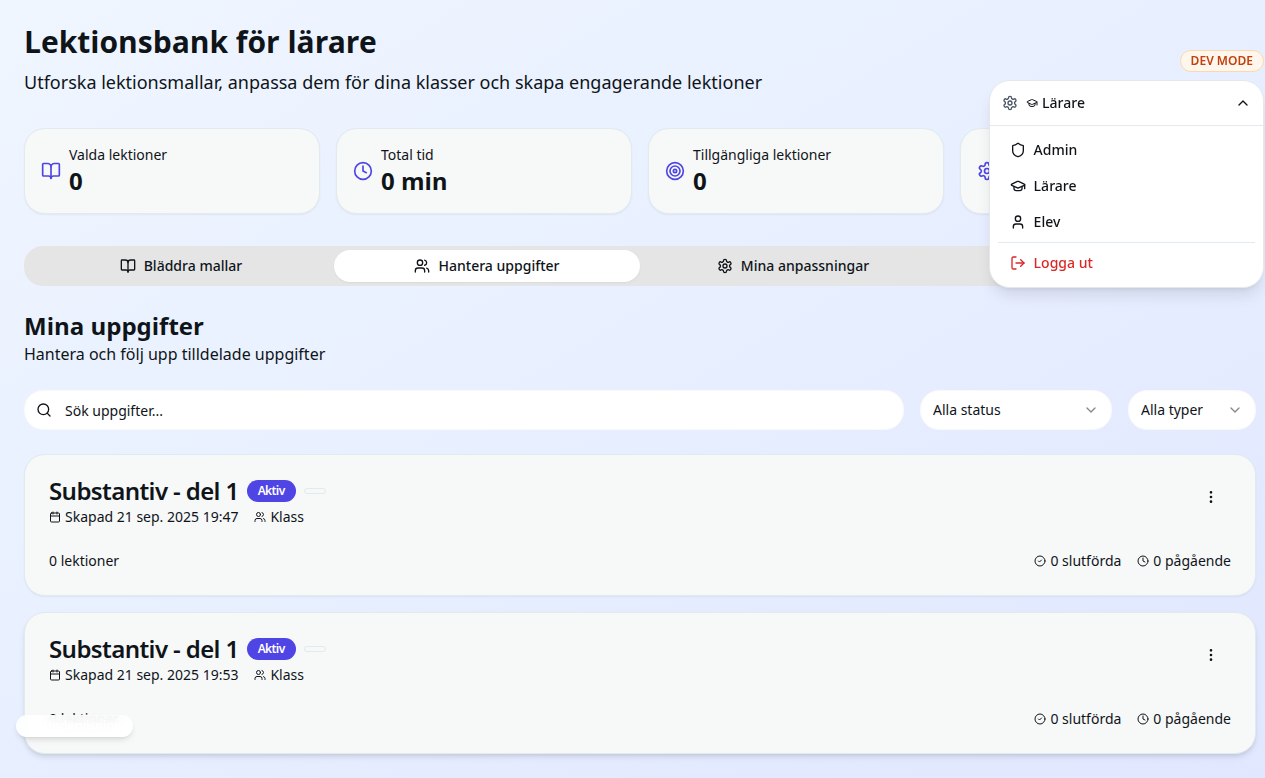 Lektionsbank för lärare
Utforska lektionsmallar, anpassa dem för dina klasser och skapa engagerande lektioner
DEV MODE
Lärare
Admin
Lärare
Elev
Logga ut
Valda lektioner
0
Total tid
0 min
Tillgängliga lektioner
0
Bläddra mallar
Hantera uppgifter
Mina anpassningar
Mina uppgifter
Hantera och följ upp tilldelade uppgifter
Sök uppgifter...
Alla status
Alla typer
Substantiv - del 1 Aktiv
Skapad 21 sep. 2025 19:47 Klass
0 lektioner
0 slutförda 0 pågående
Substantiv - del 1 Aktiv
Skapad 21 sep. 2025 19:53 Klass
0 lektioner
0 slutförda 0 pågående